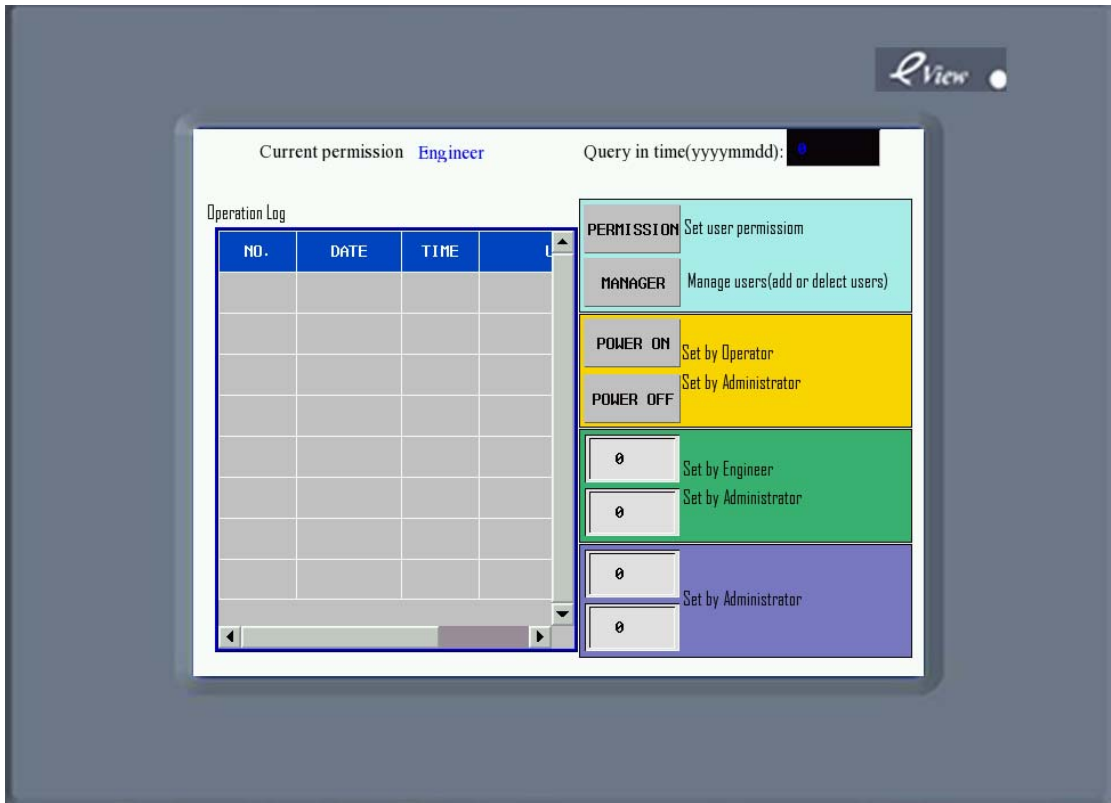 eView
Current permission Engineer
Query in time(yyyymmdd): 0
Operation Log
NO. DATE TIME
PERMISSION Set user permissiom
MANAGER Manage users(add or delect users)
POWER ON
Set by Operator
Set by Administrator
POWER OFF
0
Set by Engineer
Set by Administrator
0
0
Set by Administrator
0